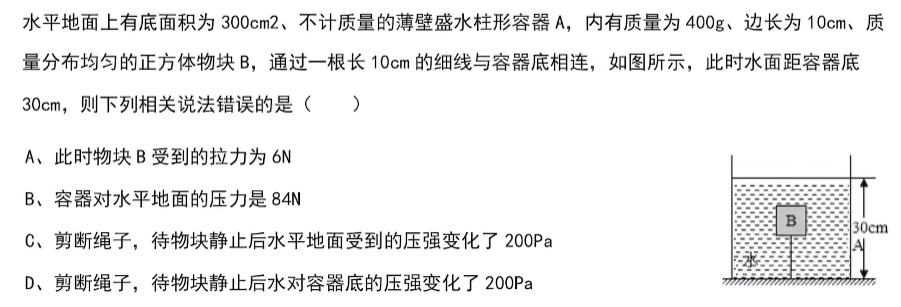 水平地面上有底面积为 300cm2、不计质量的薄壁盛水柱形容器 A，内有质量为 400g、边长为 10cm、质
量分布均匀的正方体物块 B，通过一根长 10cm 的细线与容器底相连，如图所示，此时水面距容器底
30cm，则下列相关说法错误的是（　　）
A、此时物块 B 受到的拉力为 6N
B、容器对水平地面的压力是 84N
C、剪断绳子，待物块静止后水平地面受到的压强变化了 200Pa
D、剪断绳子，待物块静止后水对容器底的压强变化了 200Pa
B
30cm
A
水